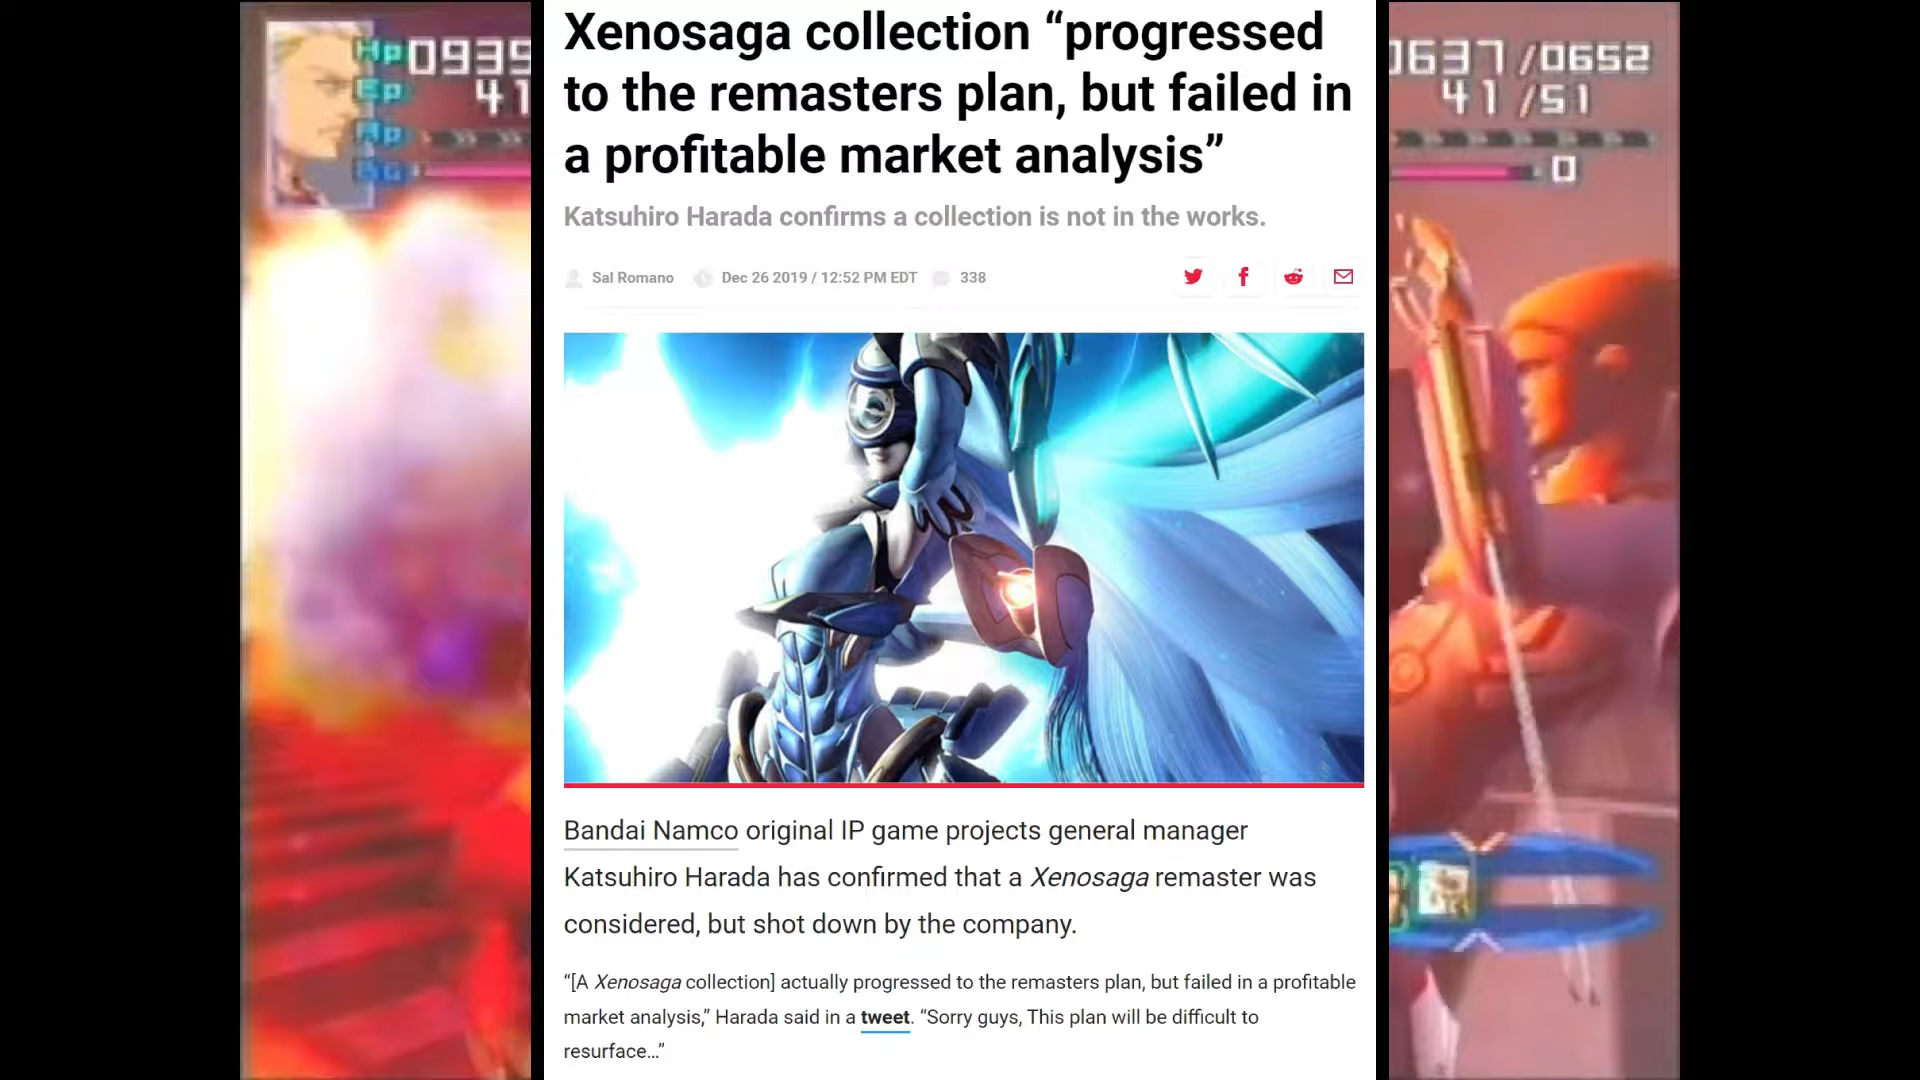 Xenosaga collection “progressed
to the remasters plan, but failed in
a profitable market analysis”
Katsuhiro Harada confirms a collection is not in the works.
Sal Romano Dec 26 2019 / 12:52 PM EDT 338
Hp 0939
Ep 41
Ap
BG
0637 /0652
41 /51
0
Bandai Namco original IP game projects general manager
Katsuhiro Harada has confirmed that a Xenosaga remaster was
considered, but shot down by the company.
“[A Xenosaga collection] actually progressed to the remasters plan, but failed in a profitable
market analysis,” Harada said in a tweet. “Sorry guys, This plan will be difficult to
resurface…”